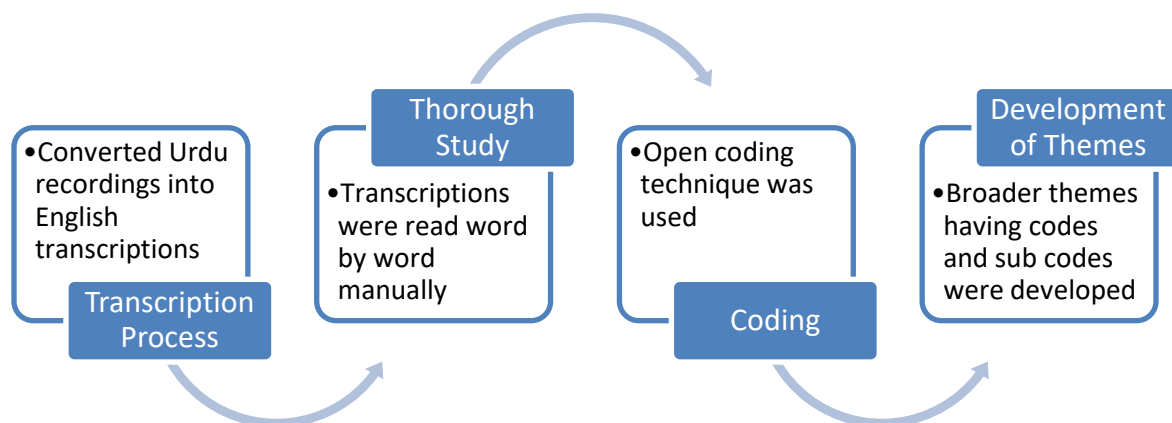 •Converted Urdu
recordings into
English
transcriptions
Transcription
Process
Thorough
Study
•Transcriptions
were read word
by word
manually
•Open coding
technique was
used
Coding
Development
of Themes
•Broader themes
having codes
and sub codes
were developed